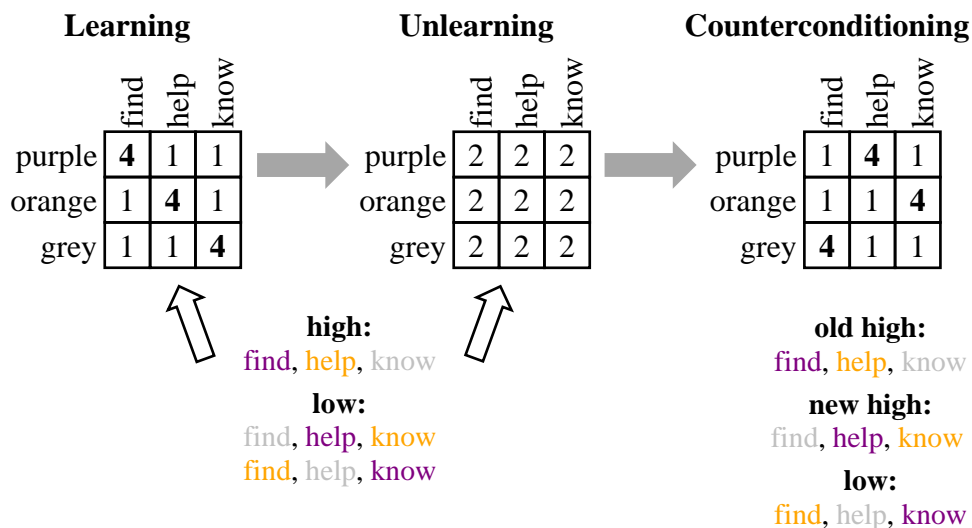 Learning Unlearning Counterconditioning
find help know find help know find help know
purple 4 1 1 purple 2 2 2 purple 1 4 1
orange 1 4 1 orange 2 2 2 orange 1 1 4
grey 1 1 4 grey 2 2 2 grey 4 1 1
high:
find, help, know
low:
find, help, know
find, help, know
old high:
find, help, know
new high:
find, help, know
low:
find, help, know